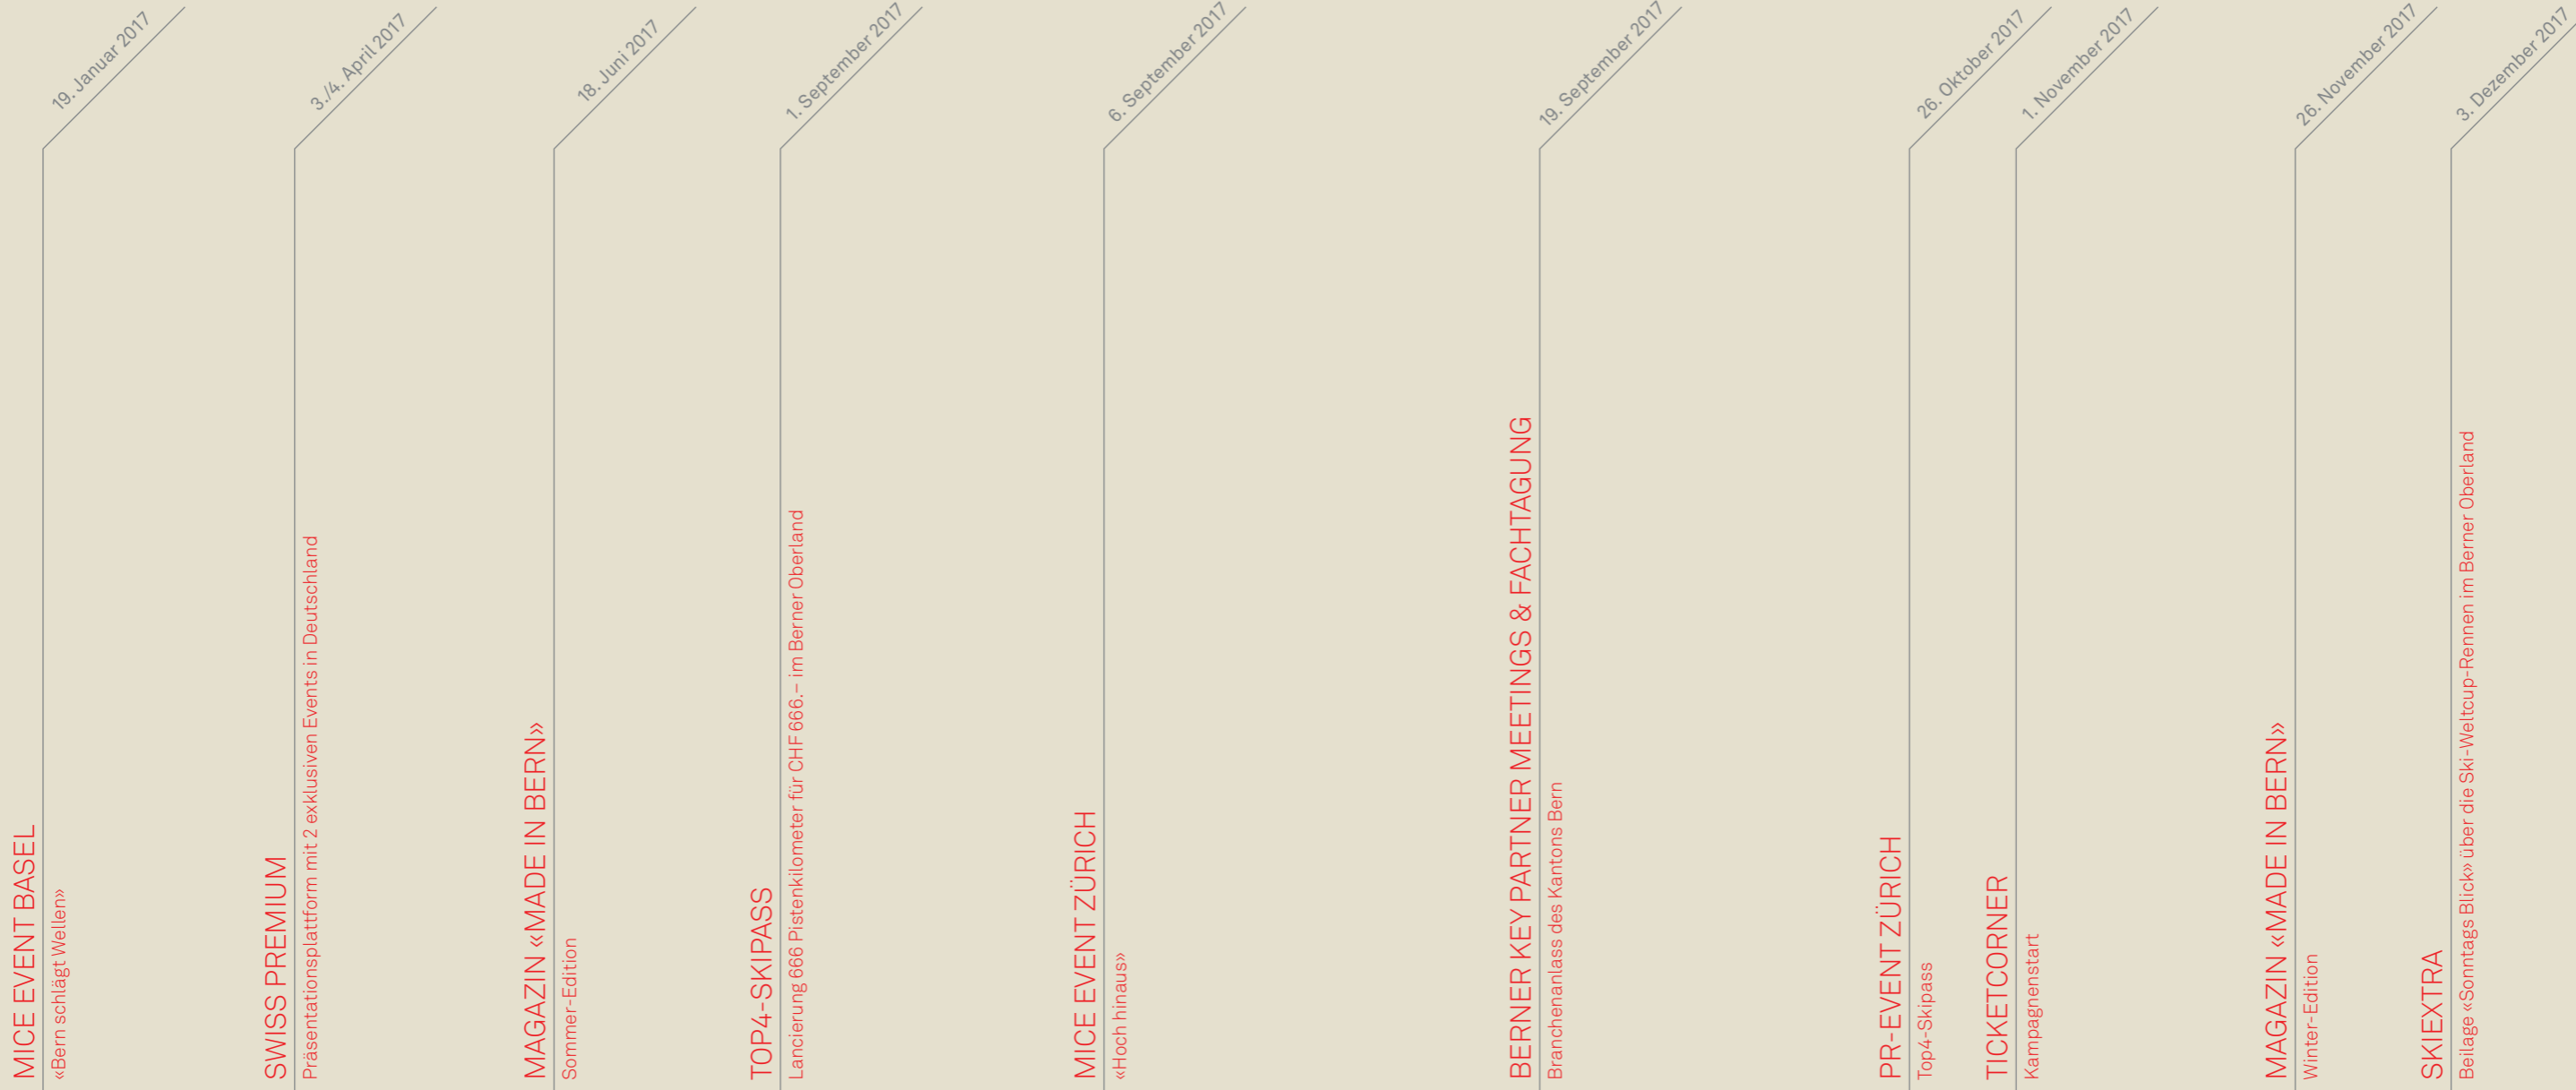 19. Januar 2017
MICE EVENT BASEL
«Bern schlägt Wellen»
3./4. April 2017
SWISS PREMIUM
Präsentationsplattform mit 2 exklusiven Events in Deutschland
18. Juni 2017
MAGAZIN «MADE IN BERN»
Sommer-Edition
1. September 2017
TOP4-SKIPASS
Lancierung 666 Pistenkilometer für CHF 666.– im Berner Oberland
6. September 2017
MICE EVENT ZÜRICH
«Hoch hinaus»
19. September 2017
BERNER KEY PARTNER MEETINGS & FACHTAGUNG
Branchenanlass des Kantons Bern
26. Oktober 2017
PR-EVENT ZÜRICH
Top4-Skipass
1. November 2017
TICKETCORNER
Kampagnenstart
26. November 2017
MAGAZIN «MADE IN BERN»
Winter-Edition
3. Dezember 2017
SKIEXTRA
Beilage «Sonntags Blick» über die Ski-Weltcup-Rennen im Berner Oberland